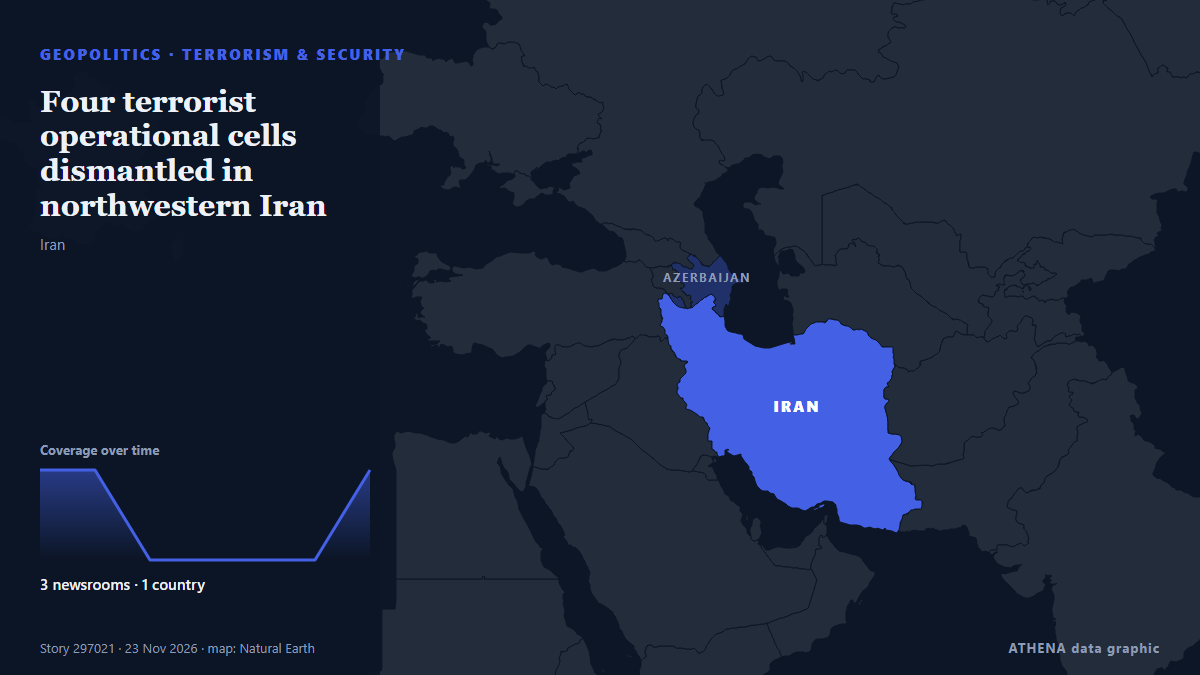 GEOPOLITICS · TERRORISM & SECURITY
Four terrorist
operational cells
dismantled in
northwestern Iran
Iran
AZERBAIJAN
IRAN
Coverage over time
3 newsrooms · 1 country
Story 297021 · 23 Nov 2026 · map: Natural Earth
ATHENA data graphic